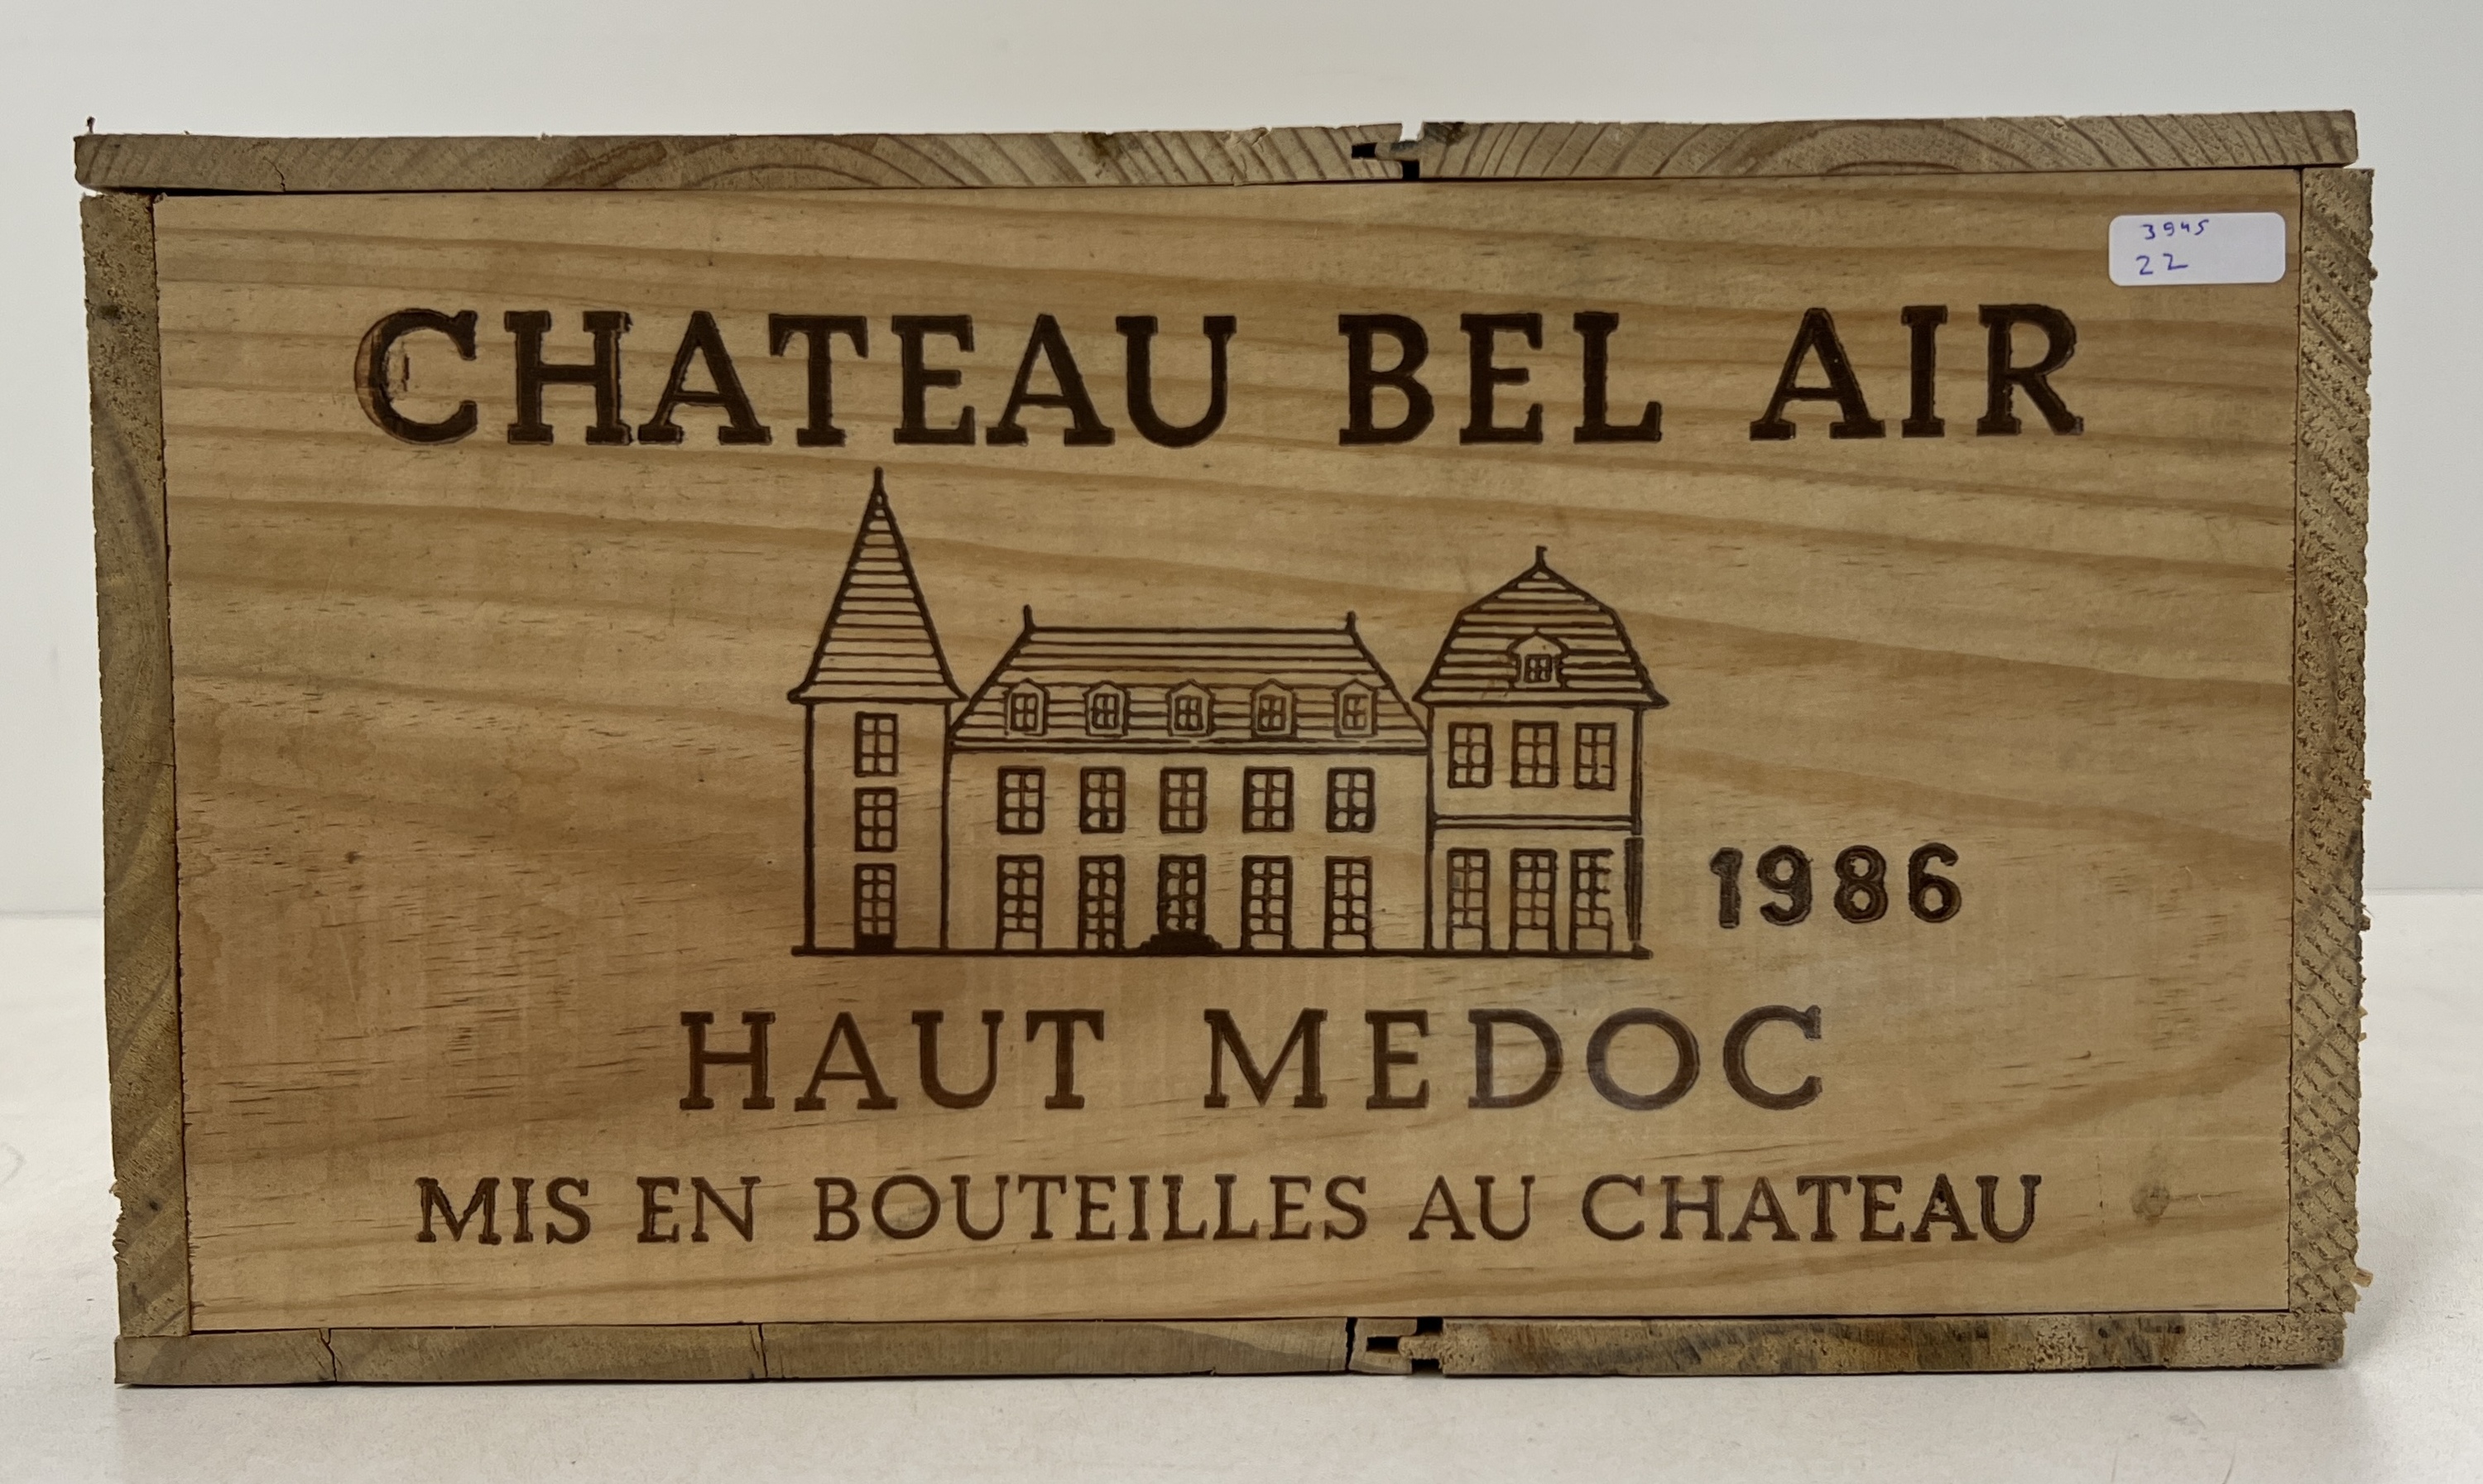 3945
22
CHATEAU BEL AIR
1986
HAUT MEDOC
MIS EN BOUTEILLES AU CHATEAU